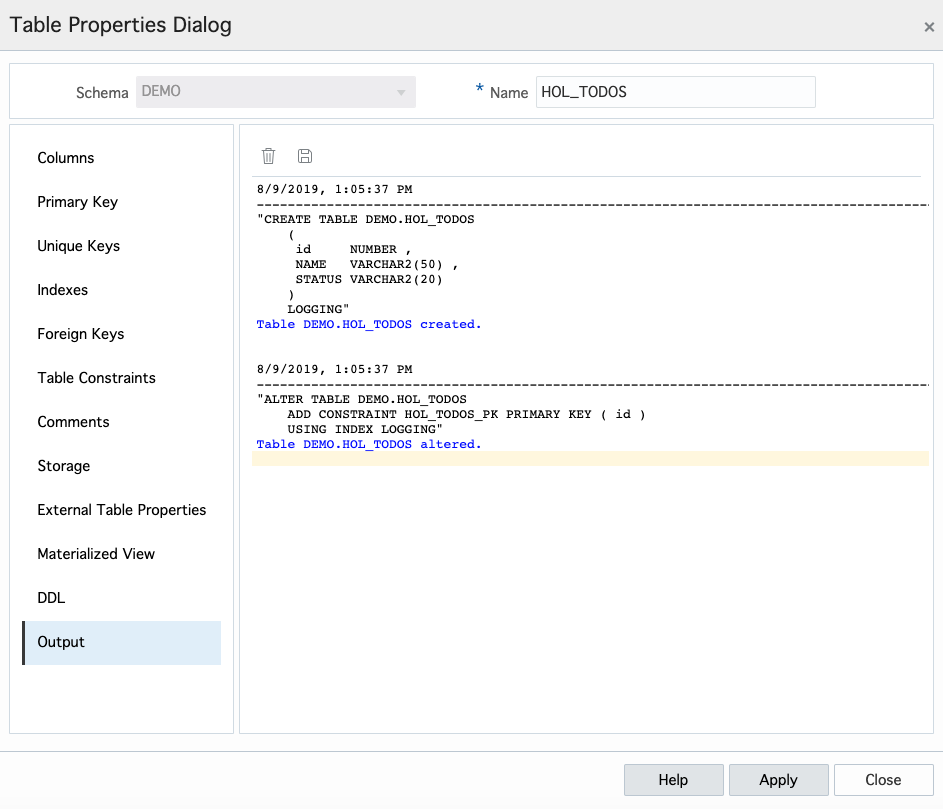 Table Properties Dialog
×
Schema DEMO * Name HOL_TODOS
Columns
Primary Key
Unique Keys
Indexes
Foreign Keys
Table Constraints
Comments
Storage
External Table Properties
Materialized View
DDL
Output
8/9/2019, 1:05:37 PM
----------------------------------------------------------------------------------------
"CREATE TABLE DEMO.HOL_TODOS
(
id NUMBER ,
NAME VARCHAR2(50) ,
STATUS VARCHAR2(20)
)
LOGGING"
Table DEMO.HOL_TODOS created.
8/9/2019, 1:05:37 PM
----------------------------------------------------------------------------------------
"ALTER TABLE DEMO.HOL_TODOS
ADD CONSTRAINT HOL_TODOS_PK PRIMARY KEY ( id )
USING INDEX LOGGING"
Table DEMO.HOL_TODOS altered.
Help Apply Close